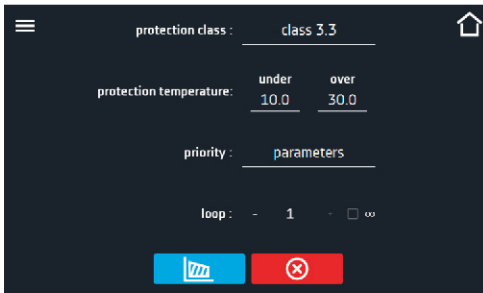 protection class : class 3.3
under over
protection temperature: 10.0 30.0
priority : parameters
loop : - 1 - ∞